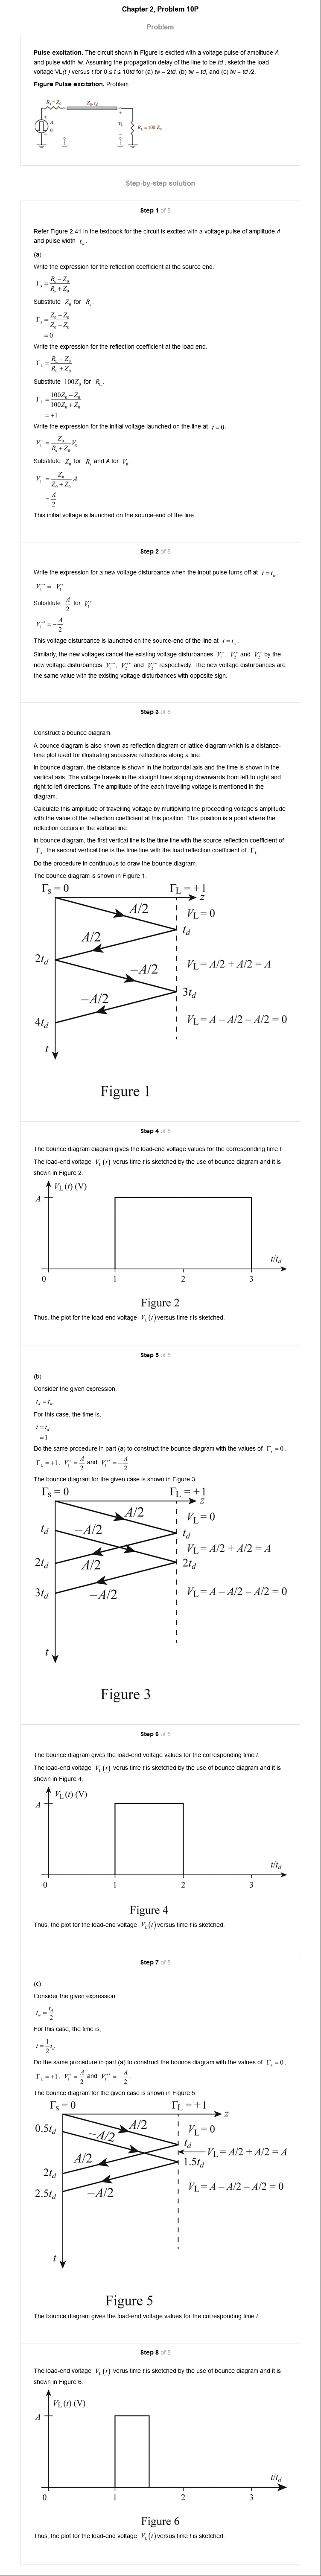 Chapter 2, Problem 10P
Problem
Pulse excitation. The circuit shown in Figure is excited with a voltage pulse of amplitude A
and pulse width tw. Assuming the propagation delay of the line to be td , sketch the load
voltage VL(t ) versus t for 0 ≤ t ≤ 10td for (a) tw = 2td, (b) tw = td, and (c) tw = td /2.
Figure Pulse excitation. Problem.
R_s = Z_0
Z_0, t_d
+
A
0
−
+
V_L
−
R_L = 100 Z_0
Step-by-step solution
Step 1 of 8
Refer Figure 2.41 in the textbook for the circuit is excited with a voltage pulse of amplitude A
and pulse width t_w.
(a)
Write the expression for the reflection coefficient at the source end.
Γ_s = (R_s − Z_0)/(R_s + Z_0)
Substitute Z_0 for R_s.
Γ_s = (Z_0 − Z_0)/(Z_0 + Z_0)
= 0
Write the expression for the reflection coefficient at the load end.
Γ_L = (R_L − Z_0)/(R_L + Z_0)
Substitute 100Z_0 for R_L.
Γ_L = (100Z_0 − Z_0)/(100Z_0 + Z_0)
= +1
Write the expression for the initial voltage launched on the line at t = 0.
V_1^+ = Z_0/(R_s + Z_0) V_0
Substitute Z_0 for R_s and A for V_0.
V_1^+ = Z_0/(Z_0 + Z_0) A
= A/2
This initial voltage is launched on the source-end of the line.
Step 2 of 8
Write the expression for a new voltage disturbance when the input pulse turns off at t = t_w.
V_1'^+ = −V_1^+
Substitute A/2 for V_1^+.
V_1'^+ = −A/2
This voltage disturbance is launched on the source-end of the line at t = t_w.
Similarly, the new voltages cancel the existing voltage disturbances V_1^-, V_2^+ and V_2^- by the
new voltage disturbances V_1'^-, V_2'^+ and V_2'^- respectively. The new voltage disturbances are
the same value with the existing voltage disturbances with opposite sign.
Step 3 of 8
Construct a bounce diagram.
A bounce diagram is also known as reflection diagram or lattice diagram which is a distance-
time plot used for illustrating sucessive reflections along a line.
In bounce diagram, the distance is shown in the horizondal axis and the time is shown in the
vertical axis. The voltage travels in the straight lines sloping downwards from left to right and
right to left directions. The amplitude of the each travelling voltage is mentioned in the
diagram.
Calculate this amplitude of travelling voltage by multiplying the proceeding voltage's amplitude
with the value of the reflection coefficient at this position. This position is a point where the
reflection occurs in the vertical line.
In bounce diagram, the first vertical line is the time line with the source reflection coefficient of
Γ_s, the second vertical line is the time line with the load reflection coefficient of Γ_L.
Do the procedure in continuous to draw the bounce diagram.
The bounce diagram is shown in Figure 1.
Γ_s = 0
Γ_L = +1
z
A/2
V_L = 0
t_d
A/2
2t_d
V_L = A/2 + A/2 = A
−A/2
3t_d
−A/2
4t_d
V_L = A − A/2 − A/2 = 0
t
Figure 1
Step 4 of 8
The bounce diagram diagram gives the load-end voltage values for the corresponding time t.
The load-end voltage V_L(t) verus time t is sketched by the use of bounce diagram and it is
shown in Figure 2.
V_L(t) (V)
A
t/t_d
0 1 2 3
Figure 2
Thus, the plot for the load-end voltage V_L(t) versus time t is sketched.
Step 5 of 8
(b)
Consider the given expression.
t_d = t_w
For this case, the time is,
t = t_d
= 1
Do the same procedure in part (a) to construct the bounce diagram with the values of Γ_s = 0,
Γ_L = +1, V_1^+ = A/2 and V_1'^+ = −A/2.
The bounce diagram for the given case is shown in Figure 3.
Γ_s = 0
Γ_L = +1
z
A/2
V_L = 0
t_d
−A/2
t_d
V_L = A/2 + A/2 = A
2t_d
A/2
2t_d
3t_d
−A/2
V_L = A − A/2 − A/2 = 0
t
Figure 3
Step 6 of 8
The bounce diagram gives the load-end voltage values for the corresponding time t.
The load-end voltage V_L(t) verus time t is sketched by the use of bounce diagram and it is
shown in Figure 4.
V_L(t) (V)
A
t/t_d
0 1 2 3
Figure 4
Thus, the plot for the load-end voltage V_L(t) versus time t is sketched.
Step 7 of 8
(c)
Consider the given expression.
t_w = t_d/2
For this case, the time is,
t = 1/2 t_d
Do the same procedure in part (a) to construct the bounce diagram with the values of Γ_s = 0,
Γ_L = +1, V_1^+ = A/2 and V_1'^+ = −A/2.
The bounce diagram for the given case is shown in Figure 5.
Γ_s = 0
Γ_L = +1
z
0.5t_d
A/2
V_L = 0
−A/2
t_d
V_L = A/2 + A/2 = A
A/2
1.5t_d
2t_d
2.5t_d
−A/2
V_L = A − A/2 − A/2 = 0
t
Figure 5
The bounce diagram gives the load-end voltage values for the corresponding time t.
Step 8 of 8
The load-end voltage V_L(t) verus time t is sketched by the use of bounce diagram and it is
shown in Figure 6.
V_L(t) (V)
A
t/t_d
0 1 2 3
Figure 6
Thus, the plot for the load-end voltage V_L(t) versus time t is sketched.